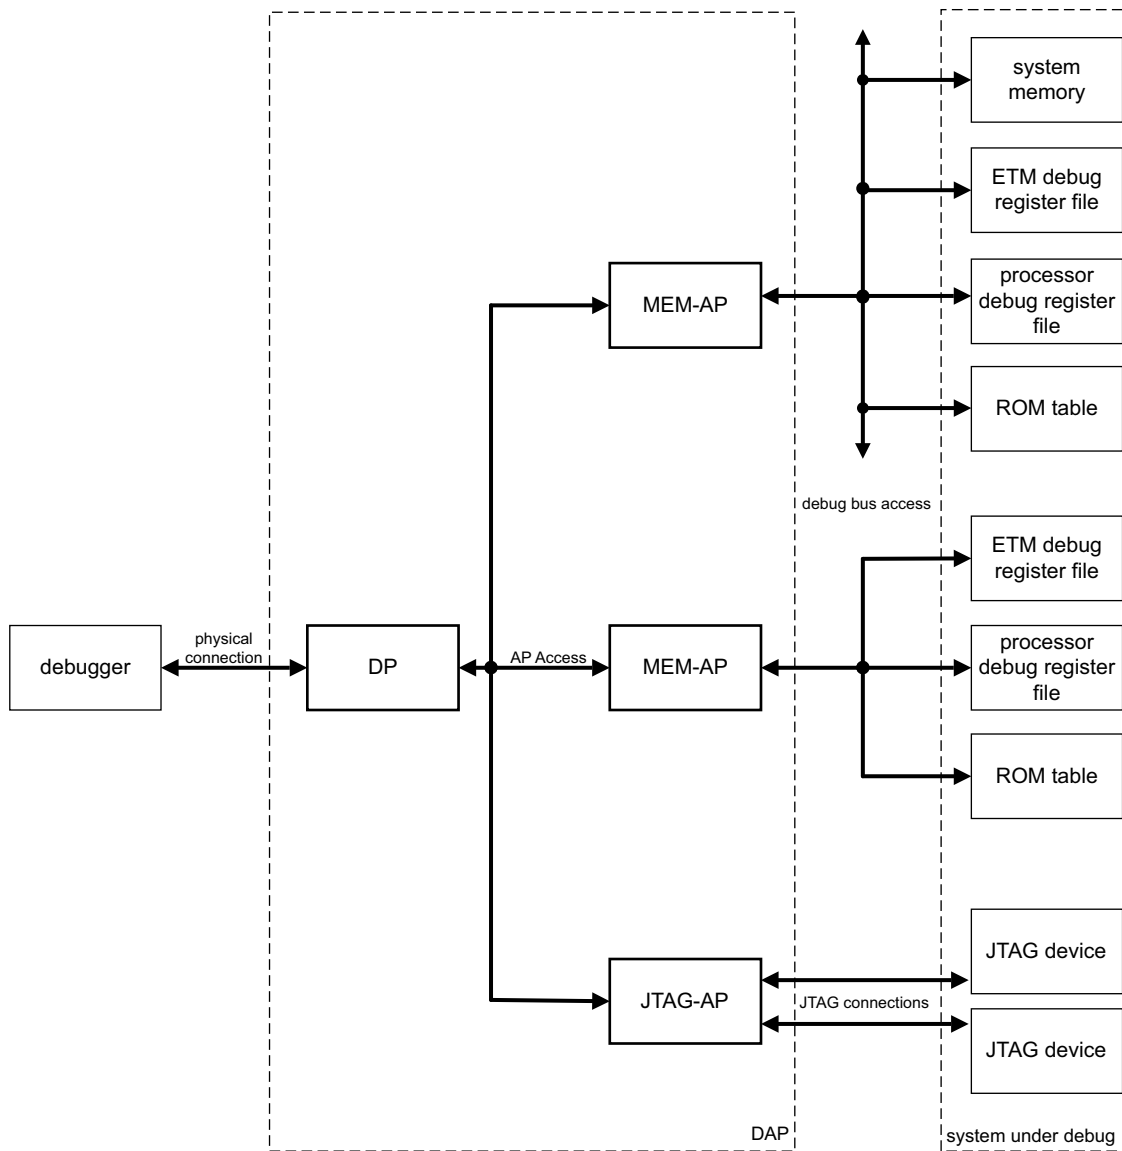 system
memory
ETM debug
register file
processor
debug register
file
MEM-AP
ROM table
debug bus access
ETM debug
register file
physical
connection
debugger
DP
AP Access
MEM-AP
processor
debug register
file
ROM table
JTAG device
JTAG-AP
JTAG connections
JTAG device
DAP
system under debug